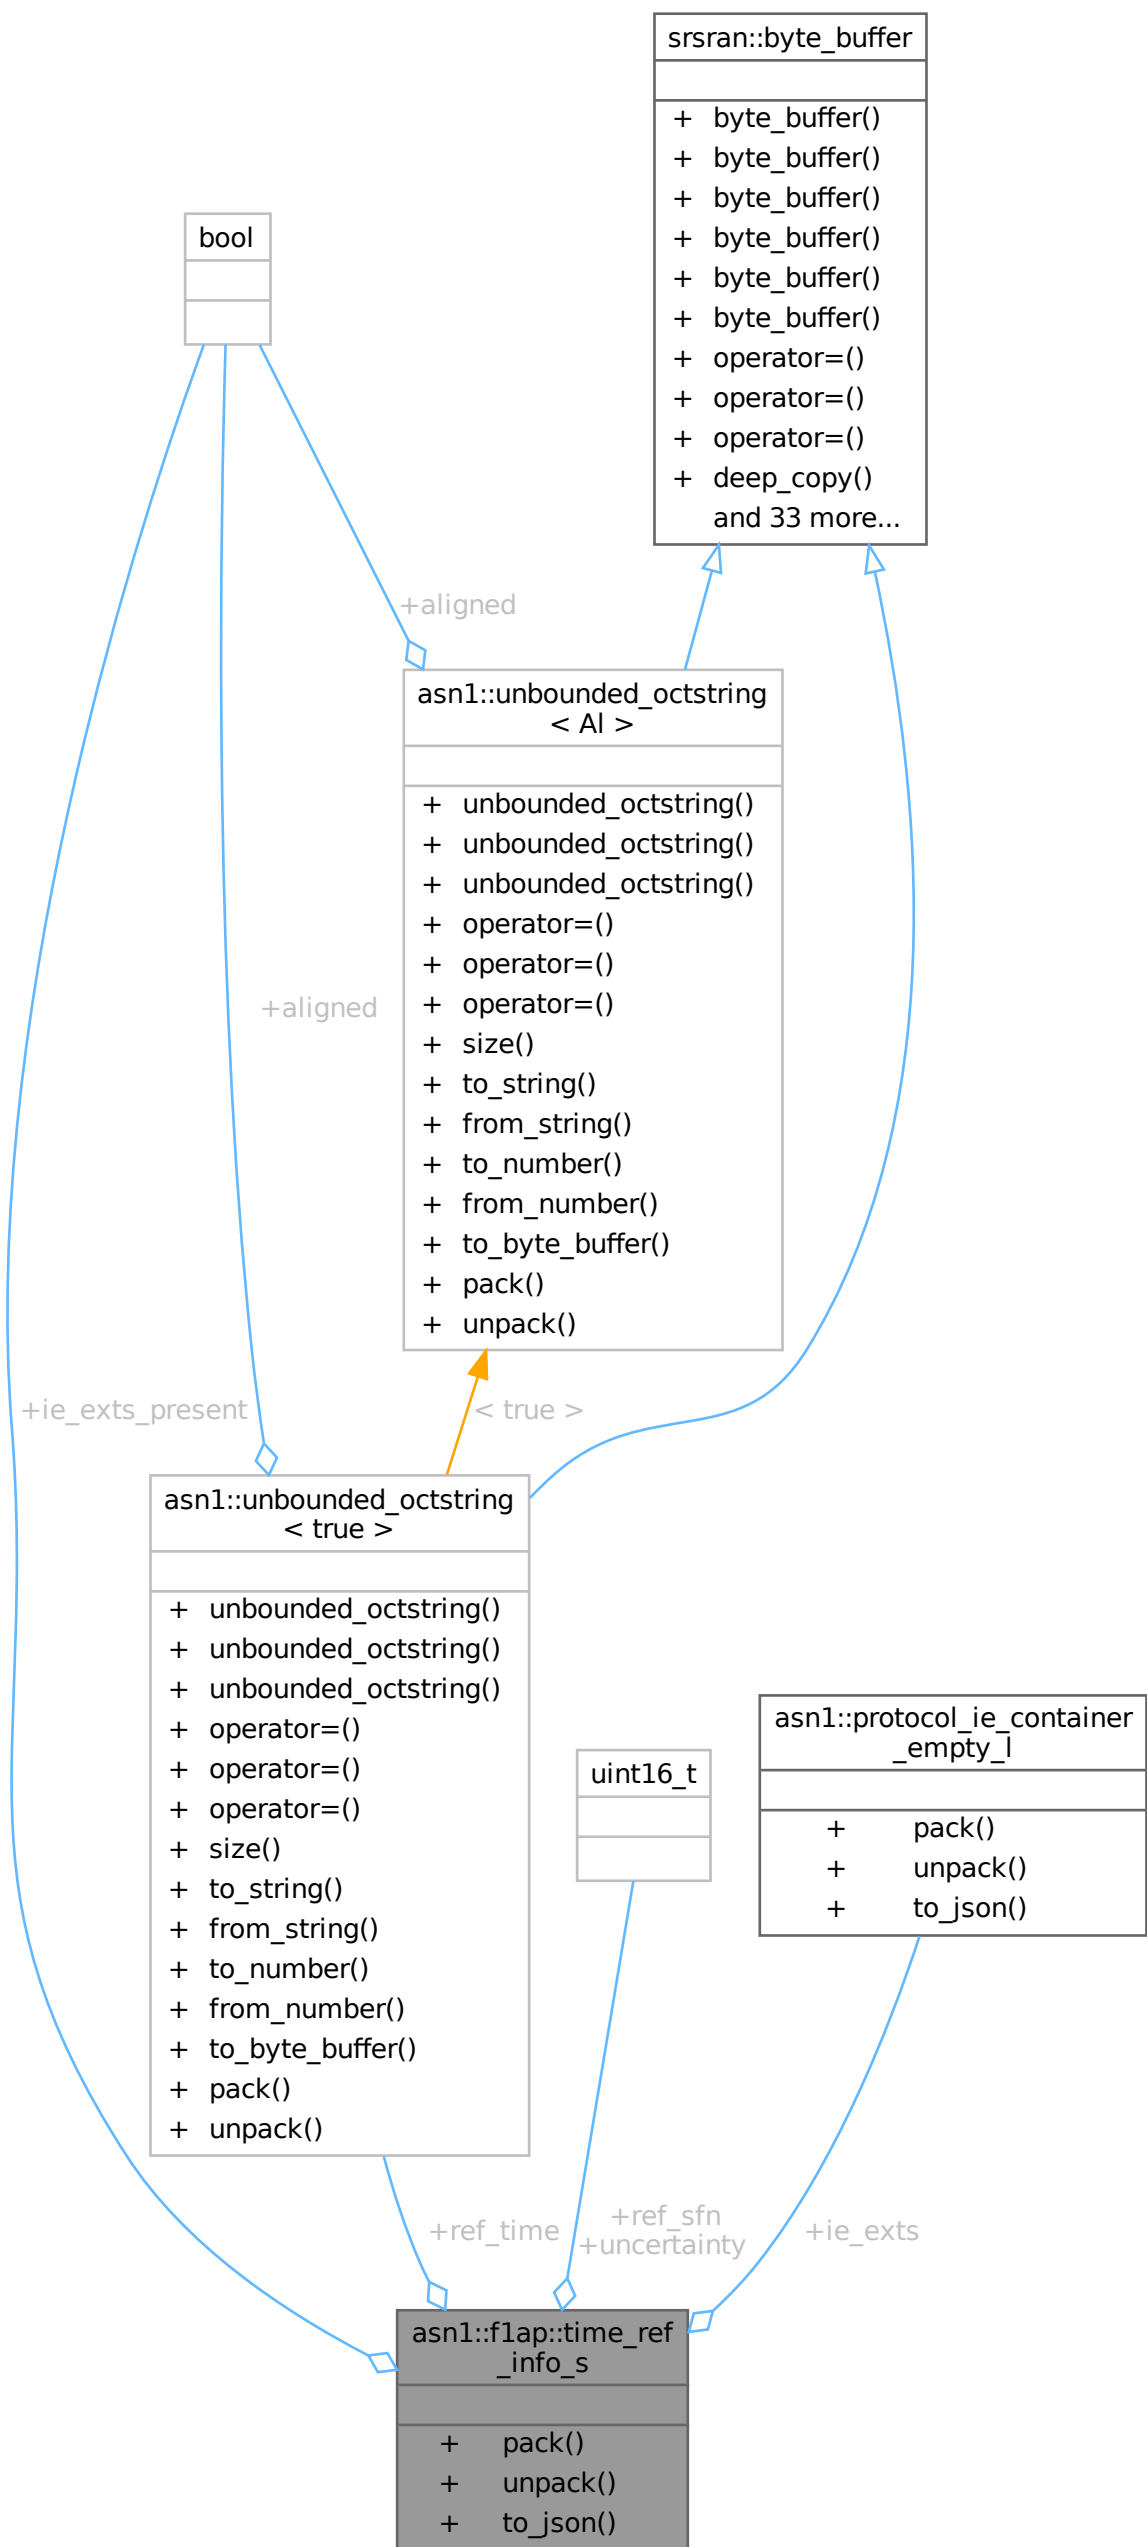 srsran::byte_buffer
+ byte_buffer()
+ byte_buffer()
+ byte_buffer()
+ byte_buffer()
+ byte_buffer()
+ byte_buffer()
+ operator=()
+ operator=()
+ operator=()
+ deep_copy()
and 33 more...
bool
+aligned
asn1::unbounded_octstring
< Al >
+ unbounded_octstring()
+ unbounded_octstring()
+ unbounded_octstring()
+ operator=()
+ operator=()
+ operator=()
+ size()
+ to_string()
+ from_string()
+ to_number()
+ from_number()
+ to_byte_buffer()
+ pack()
+ unpack()
+aligned
+ie_exts_present
< true >
asn1::unbounded_octstring
< true >
+ unbounded_octstring()
+ unbounded_octstring()
+ unbounded_octstring()
+ operator=()
+ operator=()
+ operator=()
+ size()
+ to_string()
+ from_string()
+ to_number()
+ from_number()
+ to_byte_buffer()
+ pack()
+ unpack()
uint16_t
asn1::protocol_ie_container
_empty_l
+ pack()
+ unpack()
+ to_json()
+ref_time
+ref_sfn
+uncertainty
+ie_exts
asn1::f1ap::time_ref
_info_s
+ pack()
+ unpack()
+ to_json()